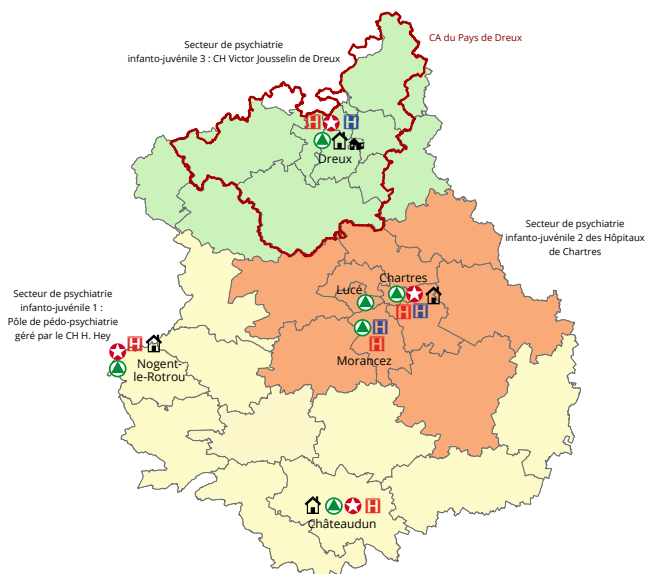 Secteur de psychiatrie
infanto-juvénile 3 : CH Victor Jousselin de Dreux
CA du Pays de Dreux
H
H
Dreux
Secteur de psychiatrie
infanto-juvénile 2 des Hôpitaux
de Chartres
Chartres
Lucé
H
H
H
H
Morancez
Secteur de psychiatrie
infanto-juvénile 1 :
Pôle de pédo-psychiatrie
géré par le CH H. Hey
H
Nogent-
le-Rotrou
H
Châteaudun